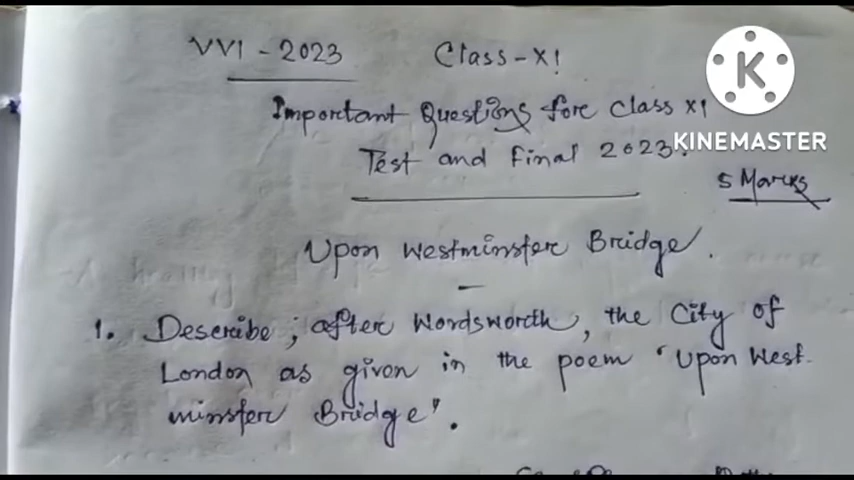 VVI - 2023 Class - XI
Important Questions fore class XI
Test and Final 2023.
5 Marks
Upon Westminster Bridge.
1. Describe, after Wordsworth, the City of
London as given in the poem "Upon West-
minster Bridge".
K
KINEMASTER